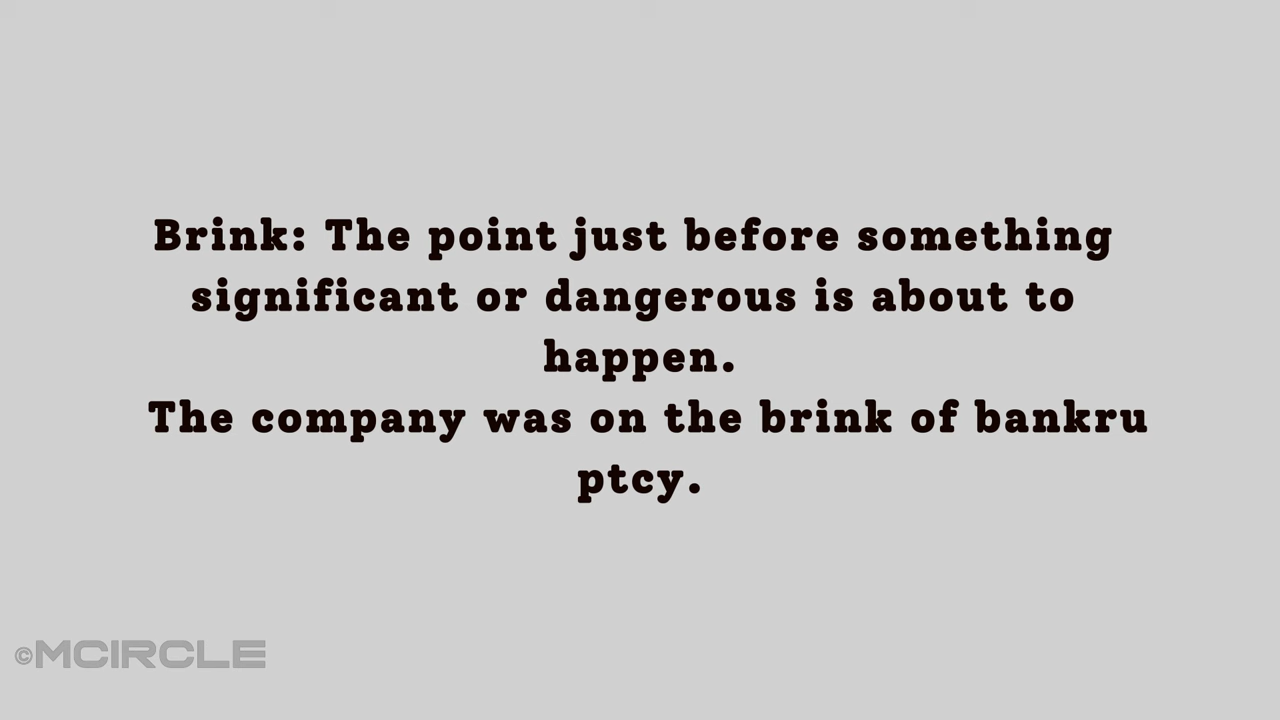 Brink: The point just before something
significant or dangerous is about to
happen.
The company was on the brink of bankru
ptcy.
©MCIRCLE